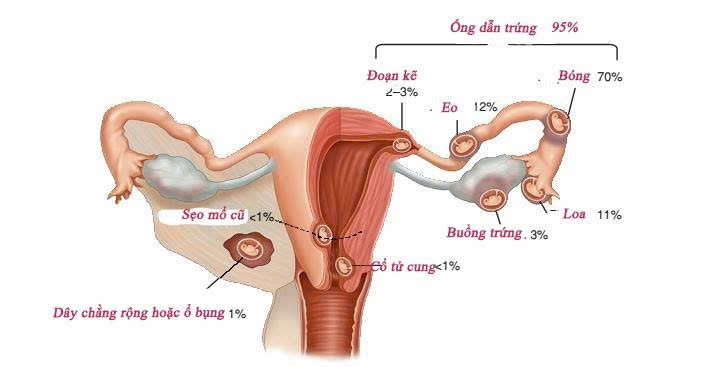 Ống dẫn trứng 95%
Đoạn kẽ
2–3%
Eo 12%
Bóng 70%
Sẹo mổ cũ <1%
Loa 11%
Buồng trứng 3%
Cổ tử cung <1%
Dây chằng rộng hoặc ổ bụng 1%